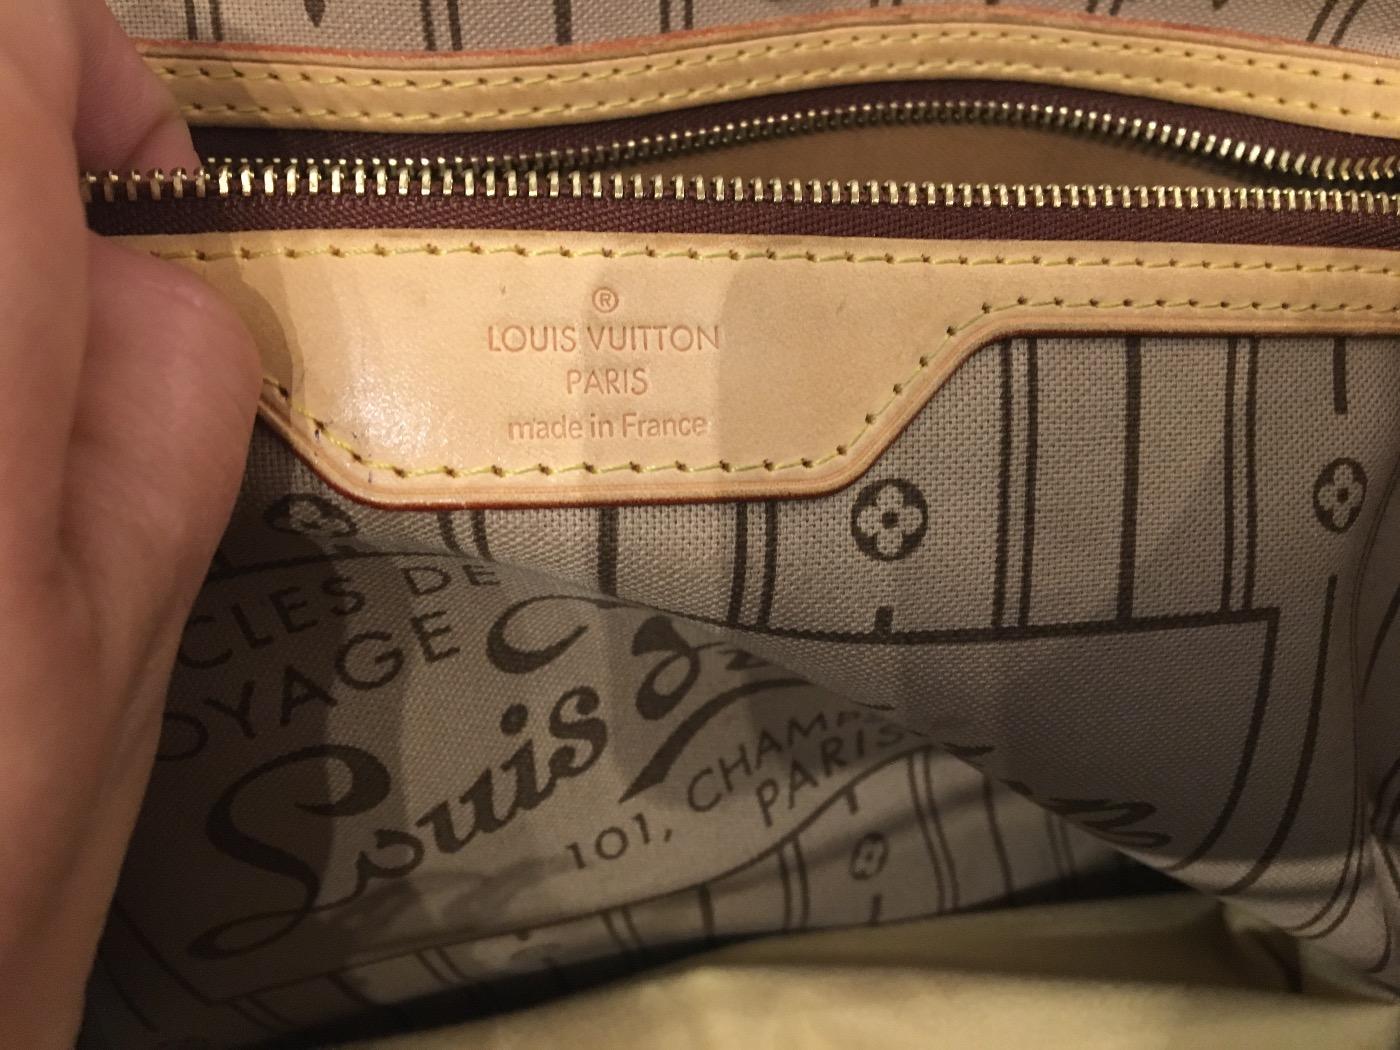 ®
LOUIS VUITTON
PARIS
made in France
CLES DE
OYAGE
Louis
101, CHAMP
PARIS